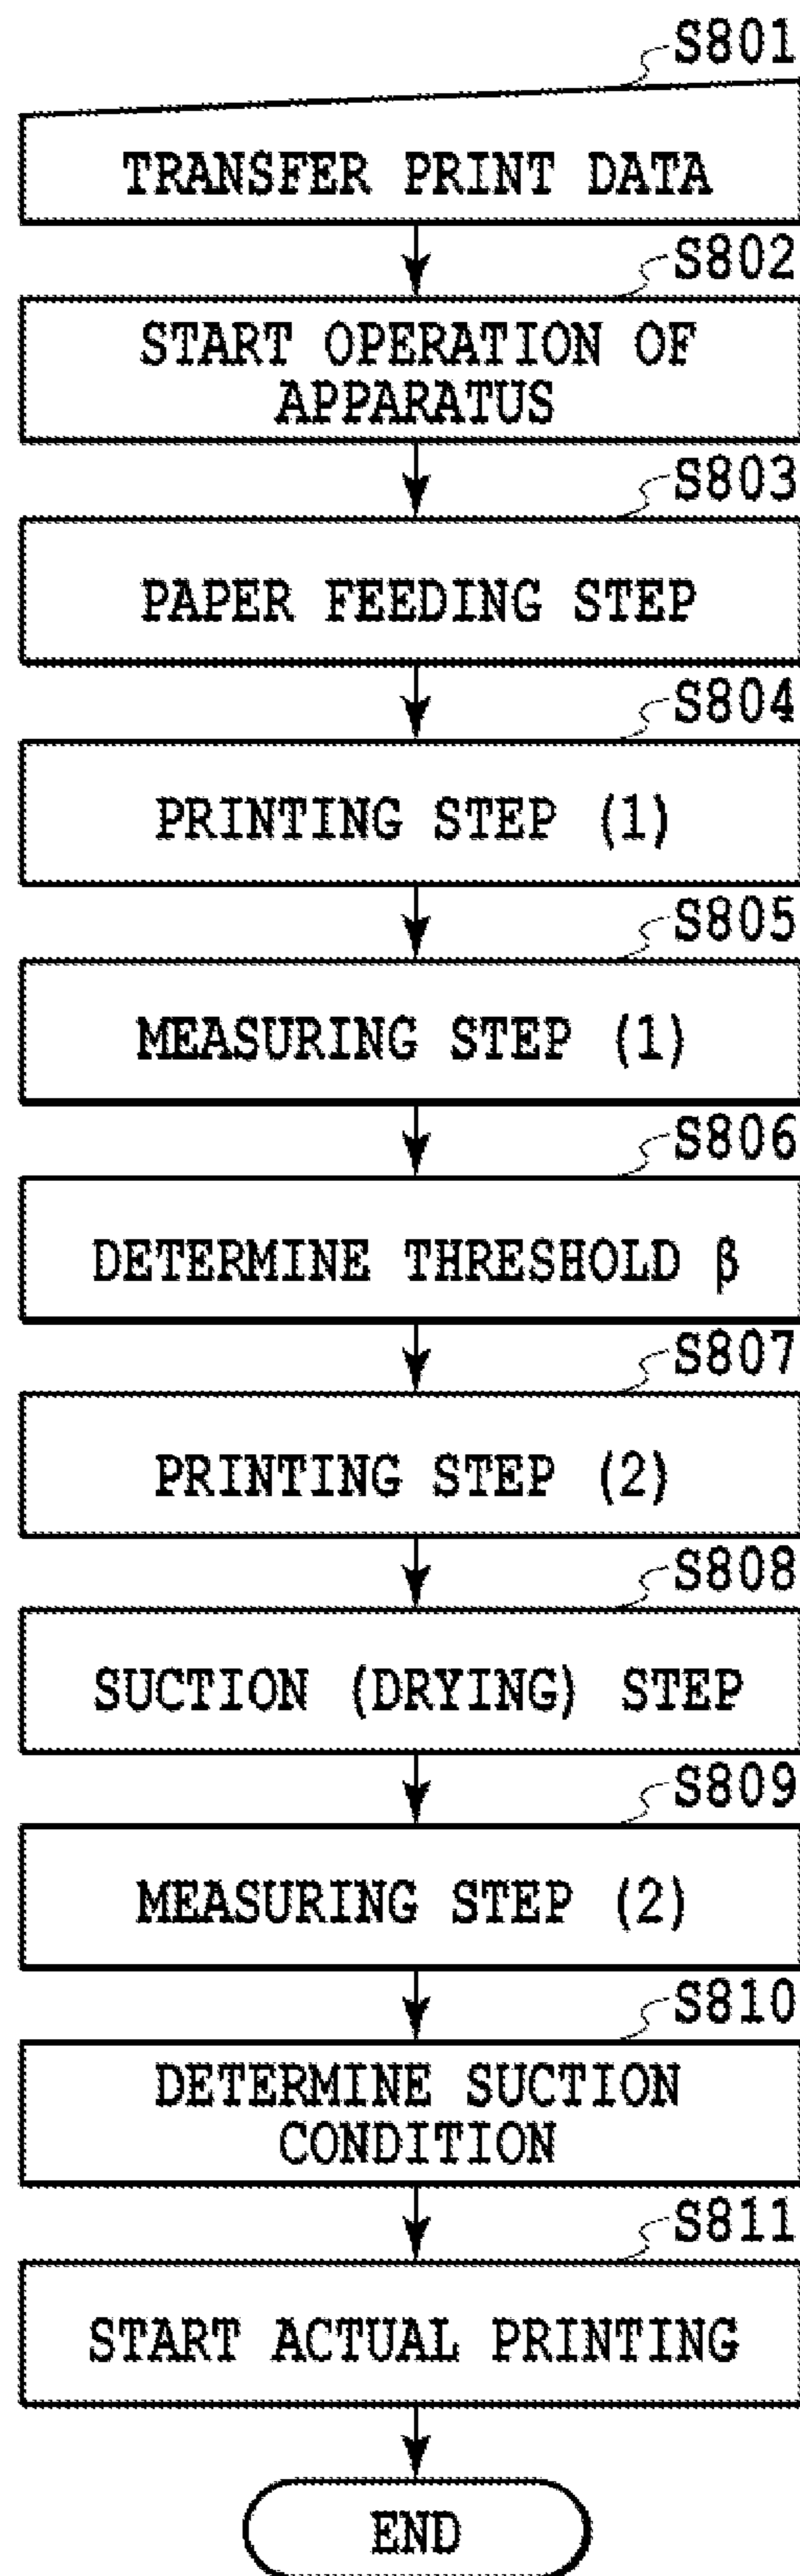 S801
TRANSFER PRINT DATA
S802
START OPERATION OF
APPARATUS
S803
PAPER FEEDING STEP
S804
PRINTING STEP (1)
S805
MEASURING STEP (1)
S806
DETERMINE THRESHOLD β
S807
PRINTING STEP (2)
S808
SUCTION (DRYING) STEP
S809
MEASURING STEP (2)
S810
DETERMINE SUCTION
CONDITION
S811
START ACTUAL PRINTING
END